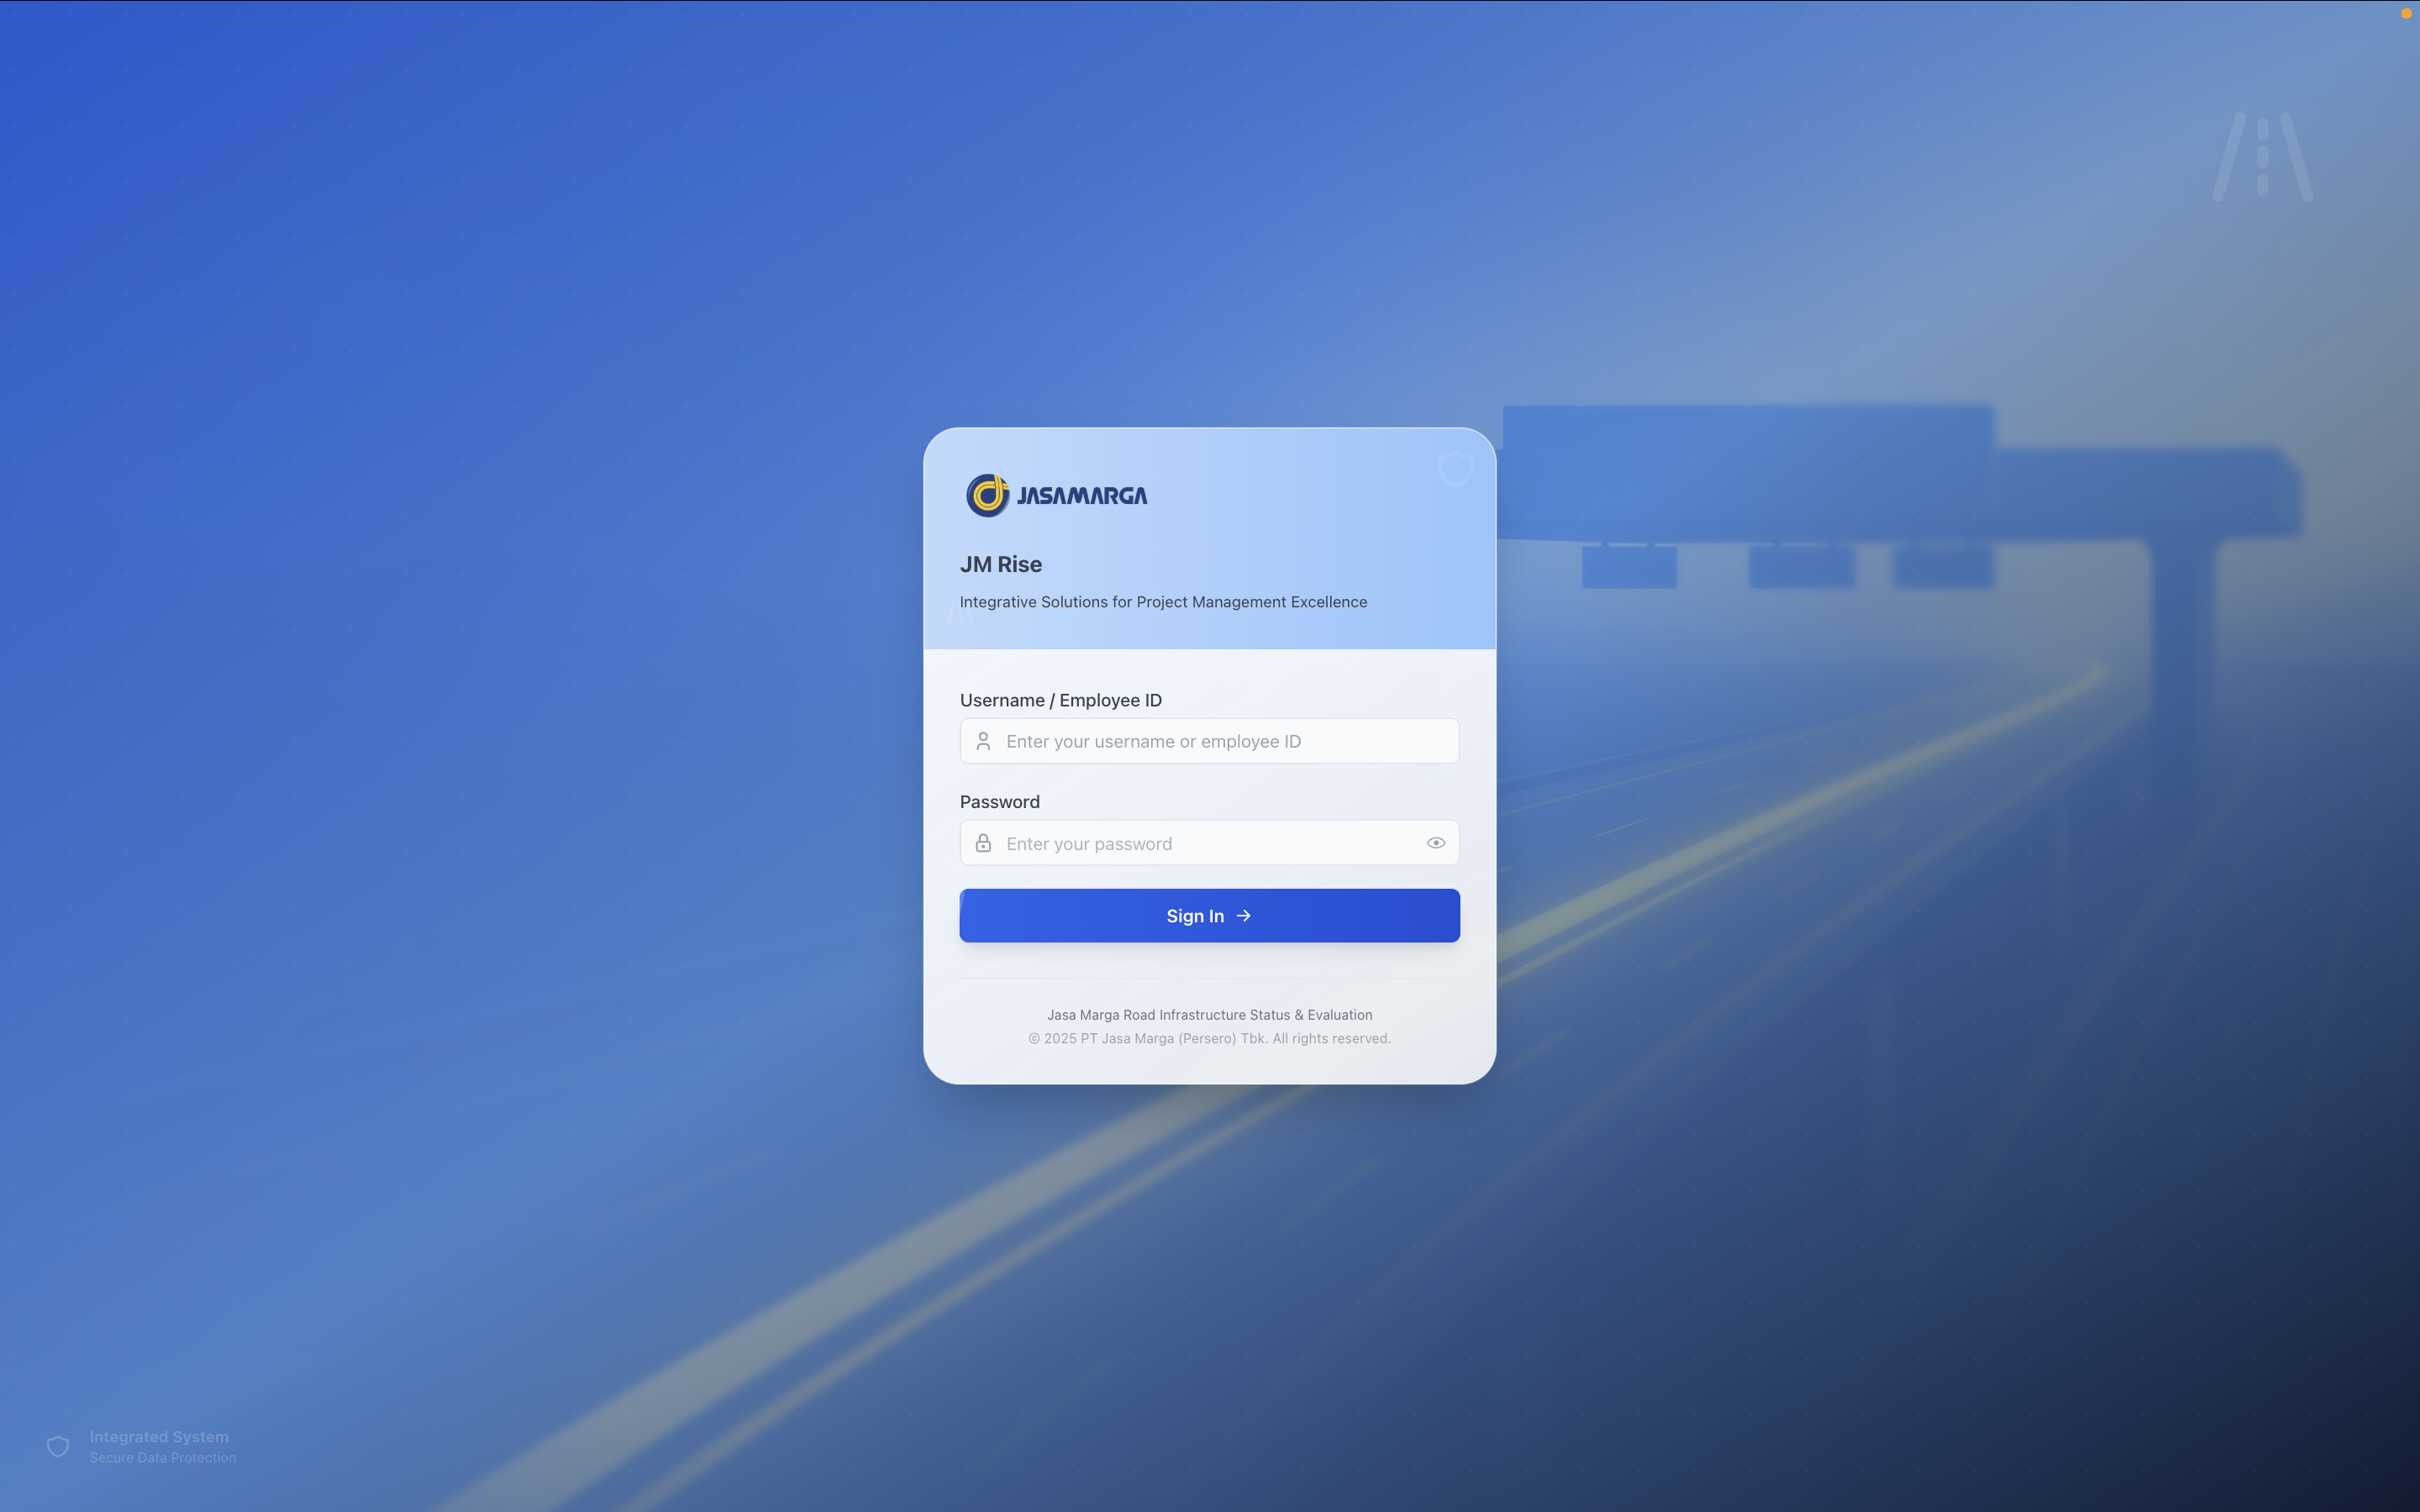 JASAMARGA
JM Rise
Integrative Solutions for Project Management Excellence
Username / Employee ID
Enter your username or employee ID
Password
Enter your password
Sign In
Jasa Marga Road Infrastructure Status & Evaluation
© 2025 PT Jasa Marga (Persero) Tbk. All rights reserved.
Integrated System
Secure Data Protection